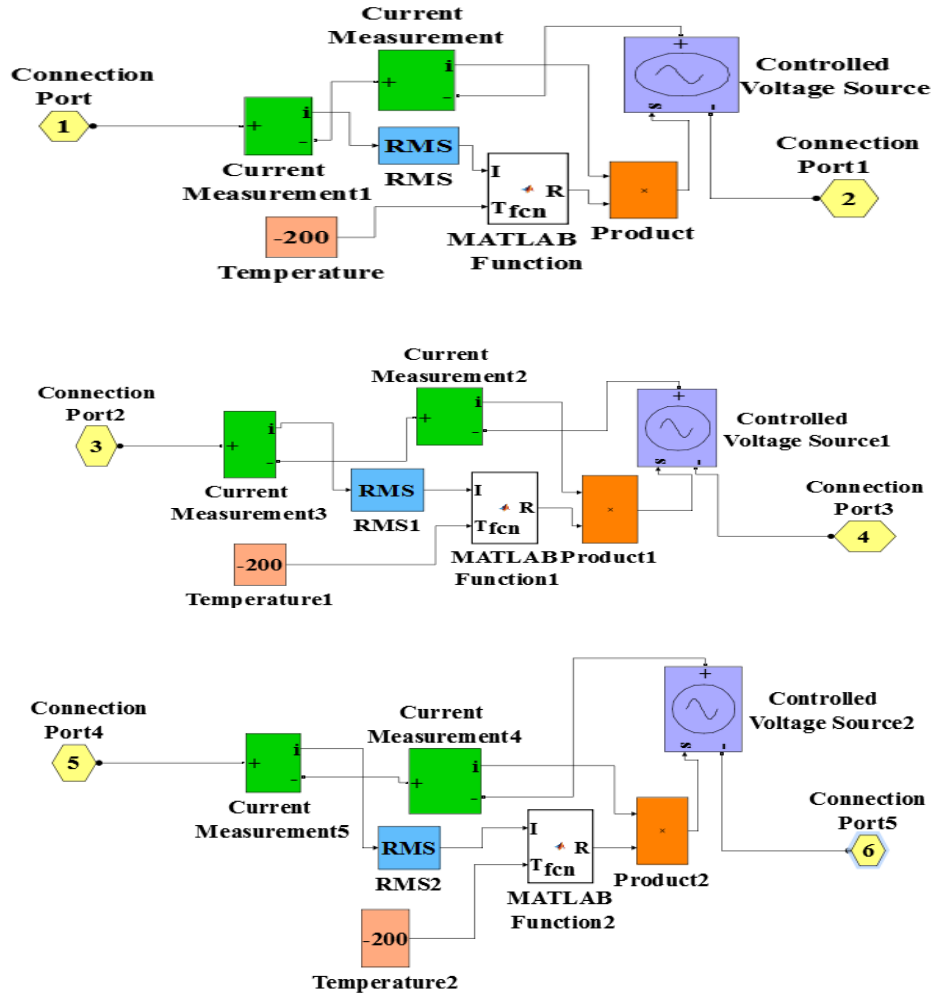 Current
Measurement
Connection
Port
1
+
i
-
+
i
-
+
s
-
Controlled
Voltage Source
Current
Measurement1
RMS
RMS
I
T
R
fcn
MATLAB
Function
×
Product
Connection
Port1
2
-200
Temperature
Current
Measurement2
Connection
Port2
3
+
i
-
+
i
-
+
s
-
Controlled
Voltage Source1
Current
Measurement3
RMS
RMS1
I
T
R
fcn
MATLAB
Function1
×
Product1
Connection
Port3
4
-200
Temperature1
Connection
Port4
5
Current
Measurement4
+
i
-
+
i
-
+
s
-
Controlled
Voltage Source2
Current
Measurement5
RMS
RMS2
I
T
R
fcn
MATLAB
Function2
×
Product2
Connection
Port5
6
-200
Temperature2